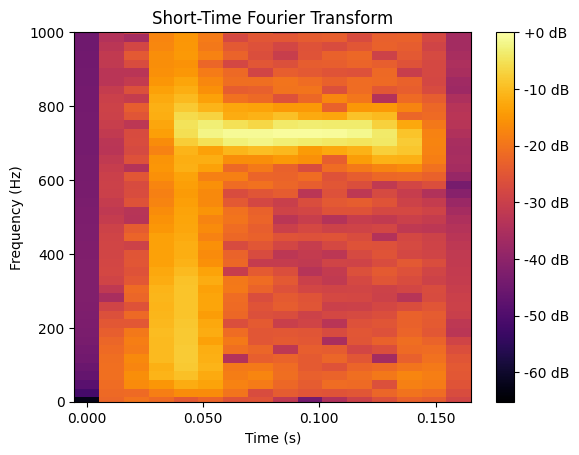 Short-Time Fourier Transform
1000
800
600
400
200
0
Frequency (Hz)
0.000
0.050
0.100
0.150
Time (s)
+0 dB
-10 dB
-20 dB
-30 dB
-40 dB
-50 dB
-60 dB